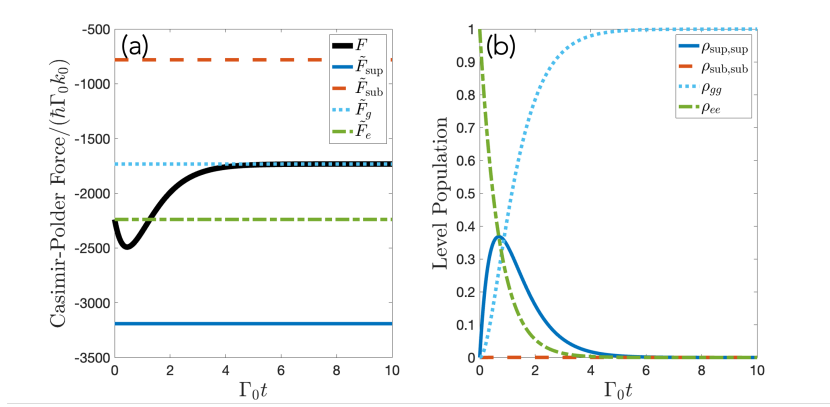 (a)
Casimir-Polder Force/(ħΓ₀k₀)
-500
-1000
-1500
-2000
-2500
-3000
-3500
0 2 4 6 8 10
Γ₀t
F
F̃sup
F̃sub
F̃g
F̃e
(b)
Level Population
1
0.9
0.8
0.7
0.6
0.5
0.4
0.3
0.2
0.1
0
0 2 4 6 8 10
Γ₀t
ρsup,sup
ρsub,sub
ρgg
ρee